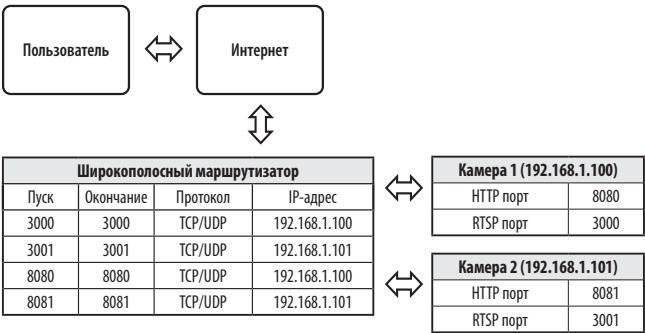 Пользователь
Интернет
Широкополосный маршрутизатор
Пуск Окончание Протокол IP-адрес
3000 3000 TCP/UDP 192.168.1.100
3001 3001 TCP/UDP 192.168.1.101
8080 8080 TCP/UDP 192.168.1.100
8081 8081 TCP/UDP 192.168.1.101
Камера 1 (192.168.1.100)
HTTP порт 8080
RTSP порт 3000
Камера 2 (192.168.1.101)
HTTP порт 8081
RTSP порт 3001